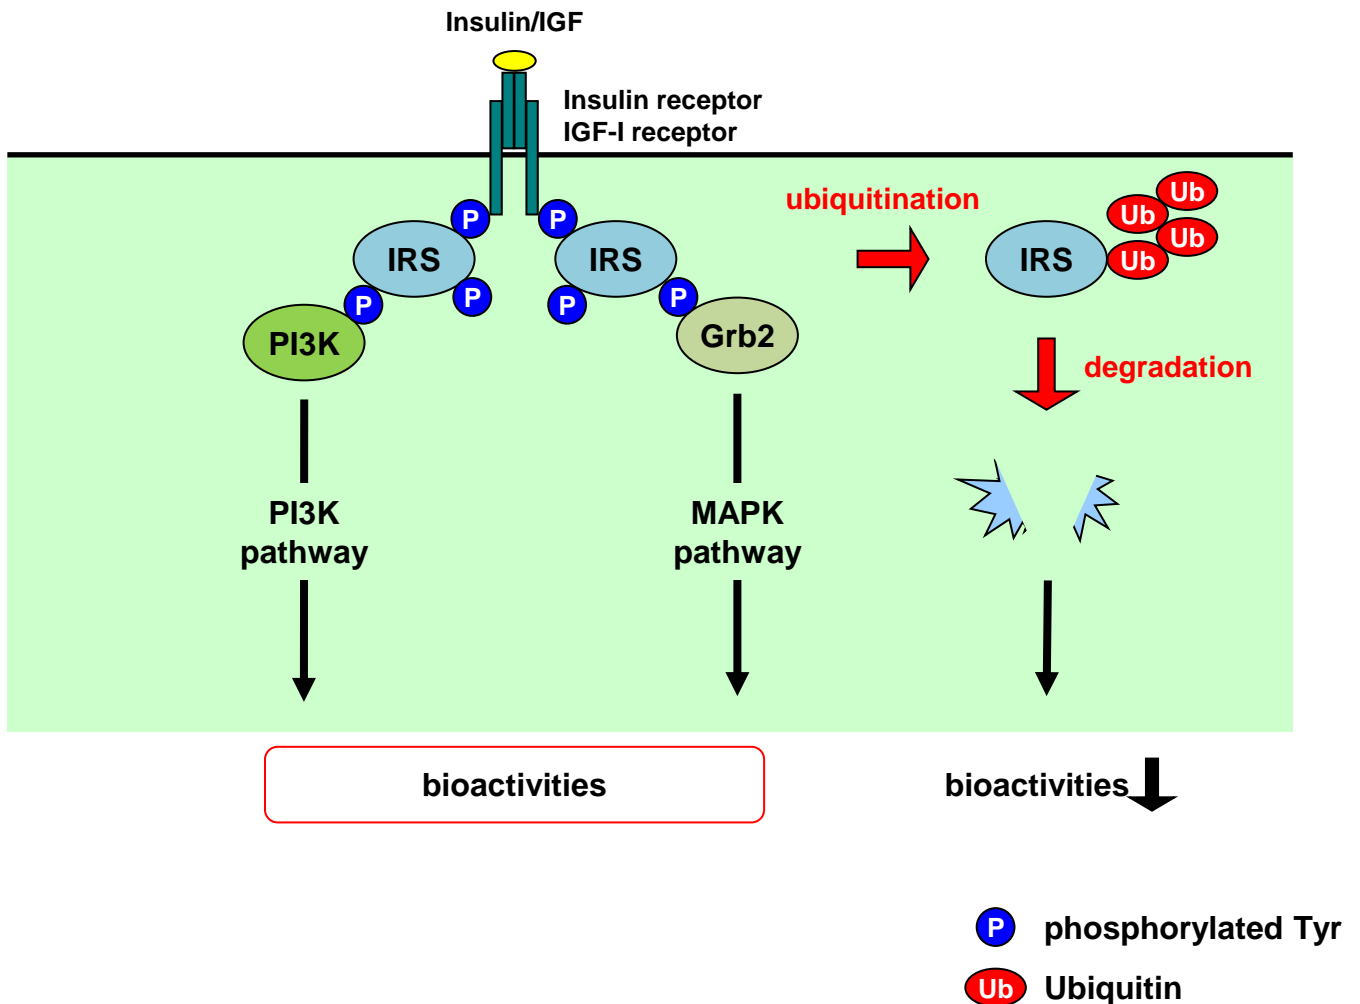 Insulin/IGF
Insulin receptor
IGF-I receptor
ubiquitination
P
P
IRS
IRS
P
P
P
P
PI3K
Grb2
IRS
Ub
Ub
Ub
Ub
degradation
PI3K
pathway
MAPK
pathway
bioactivities
bioactivities
P phosphorylated Tyr
Ub Ubiquitin